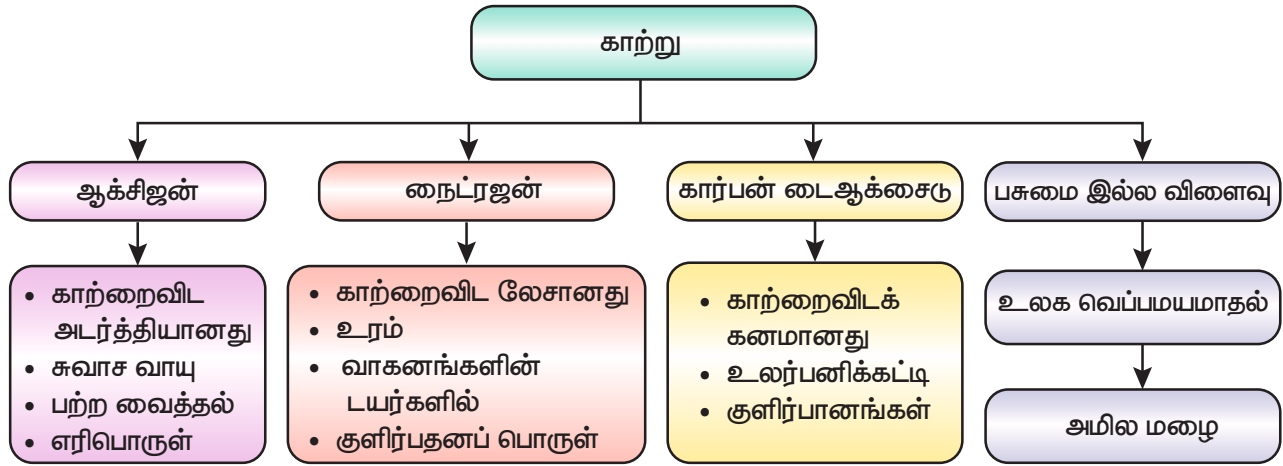 காற்று
ஆக்சிஜன்
நைட்ரஜன்
கார்பன் டைஆக்சைடு
பசுமை இல்ல விளைவு
• காற்றைவிட
அடர்த்தியானது
• சுவாச வாயு
• பற்ற வைத்தல்
• எரிபொருள்
• காற்றைவிட லேசானது
• உரம்
• வாகனங்களின்
டயர்களில்
• குளிர்பதனப் பொருள்
• காற்றைவிடக்
கனமானது
• உலர்பனிக்கட்டி
• குளிர்பானங்கள்
உலக வெப்பமயமாதல்
அமில மழை